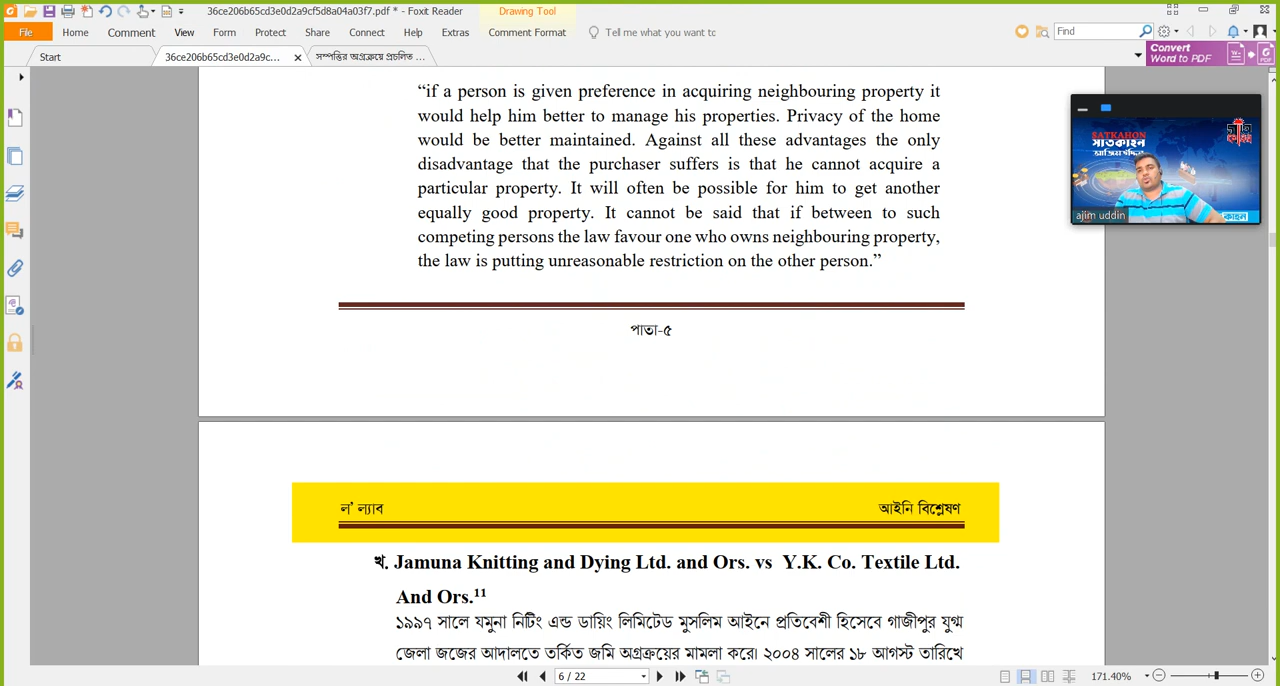 36ce206b65cd3e0d2a9cf5d8a04a03f7.pdf * - Foxit Reader
Drawing Tool
File Home Comment View Form Protect Share Connect Help Extras Comment Format Tell me what you want tc Find
Start 36ce206b65cd3e0d2a9c... সম্পত্তির অগ্রক্রয়ে প্রচলিত ...
Convert
Word to PDF
“if a person is given preference in acquiring neighbouring property it
would help him better to manage his properties. Privacy of the home
would be better maintained. Against all these advantages the only
disadvantage that the purchaser suffers is that he cannot acquire a
particular property. It will often be possible for him to get another
equally good property. It cannot be said that if between to such
competing persons the law favour one who owns neighbouring property,
the law is putting unreasonable restriction on the other person.”
SATKAHON
সাতকাহন
ajim uddin
পাতা-৫
ল’ ল্যাব আইনি বিশ্লেষণ
খ. Jamuna Knitting and Dying Ltd. and Ors. vs Y.K. Co. Textile Ltd.
And Ors.¹¹
১৯৯৭ সালে যমুনা নিটিং এন্ড ডায়িং লিমিটেড মুসলিম আইনে প্রতিবেশী হিসেবে গাজীপুর যুগ্ম
জেলা জজের আদালতে তর্কিত জমি অগ্রক্রয়ের মামলা করে। ২০০৪ সালের ১৮ আগস্ট তারিখে
6 / 22 171.40%